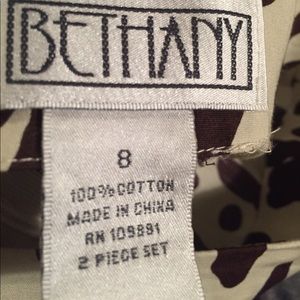 BETHANY
8
100% COTTON
MADE IN CHINA
RN 109891
2 PIECE SET